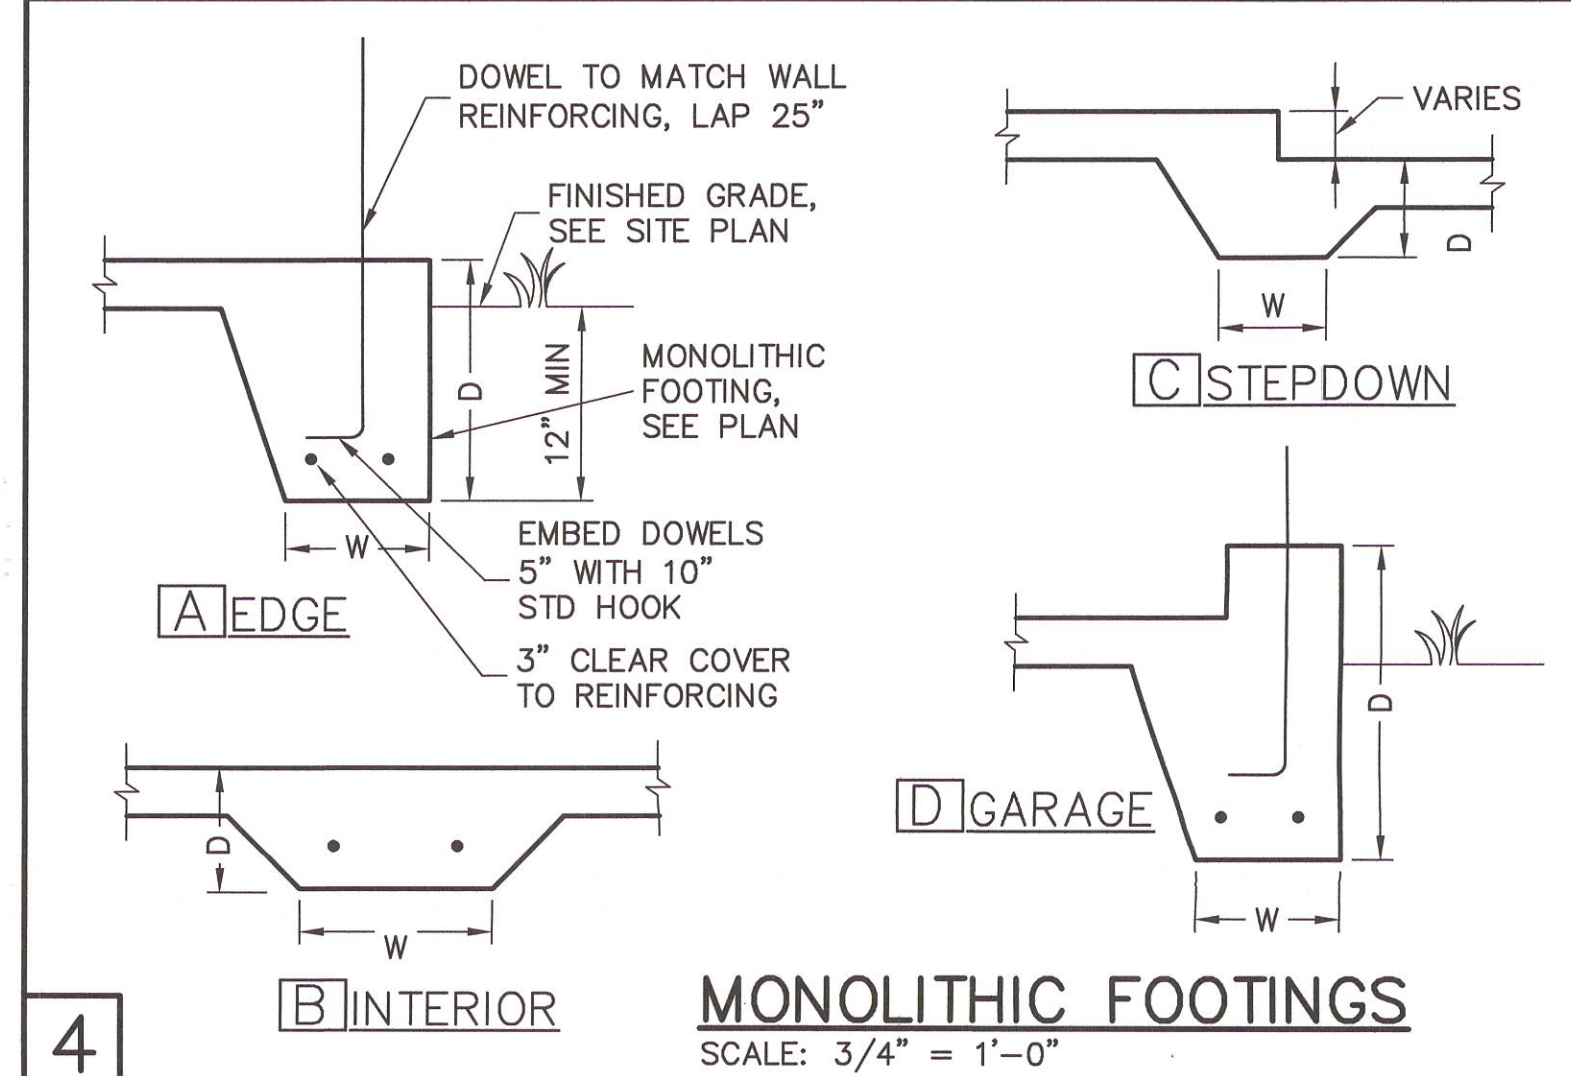 DOWEL TO MATCH WALL
REINFORCING, LAP 25"
FINISHED GRADE,
SEE SITE PLAN
D
12" MIN
MONOLITHIC
FOOTING,
SEE PLAN
W
EMBED DOWELS
5" WITH 10"
STD HOOK
3" CLEAR COVER
TO REINFORCING
A EDGE
VARIES
D
W
C STEPDOWN
D
W
B INTERIOR
D
W
D GARAGE
MONOLITHIC FOOTINGS
SCALE: 3/4" = 1'-0"
4